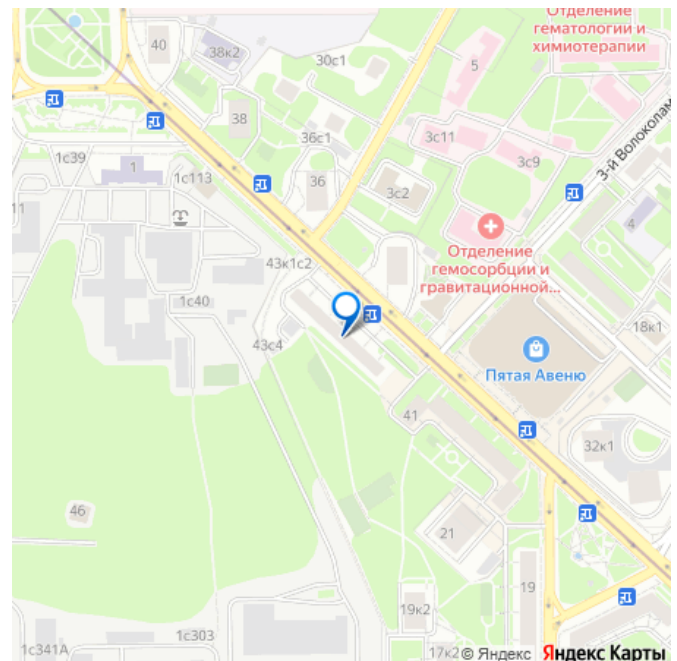 Отделение
гематологии и
химиотерапии
40
38к2
30с1
5
38
3с11
36с1
3-й Волоколам
1с39
1
1с113
36
3с2
3с9
11
4
Отделение
гемосорбции и
гравитационной...
43к1с2
1с40
18к1
43с4
Пятая Авеню
41
32к1
46
21
19
19к2
1с303
1с341А
17к2
© Яндекс Яндекс Карты